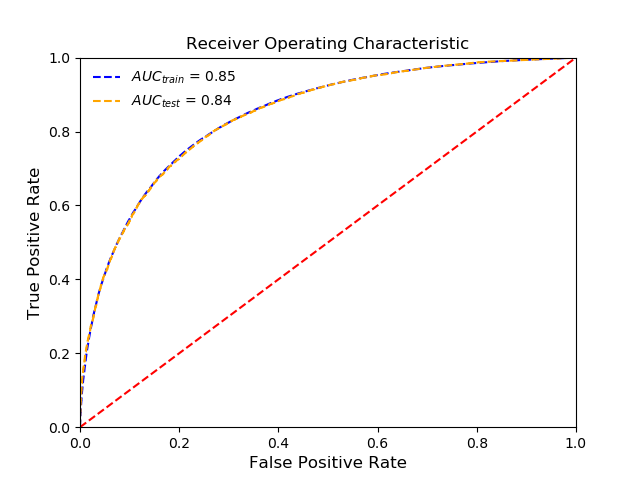 Receiver Operating Characteristic
AUC_train = 0.85
AUC_test = 0.84
1.0
0.8
0.6
0.4
0.2
0.0
True Positive Rate
0.0 0.2 0.4 0.6 0.8 1.0
False Positive Rate